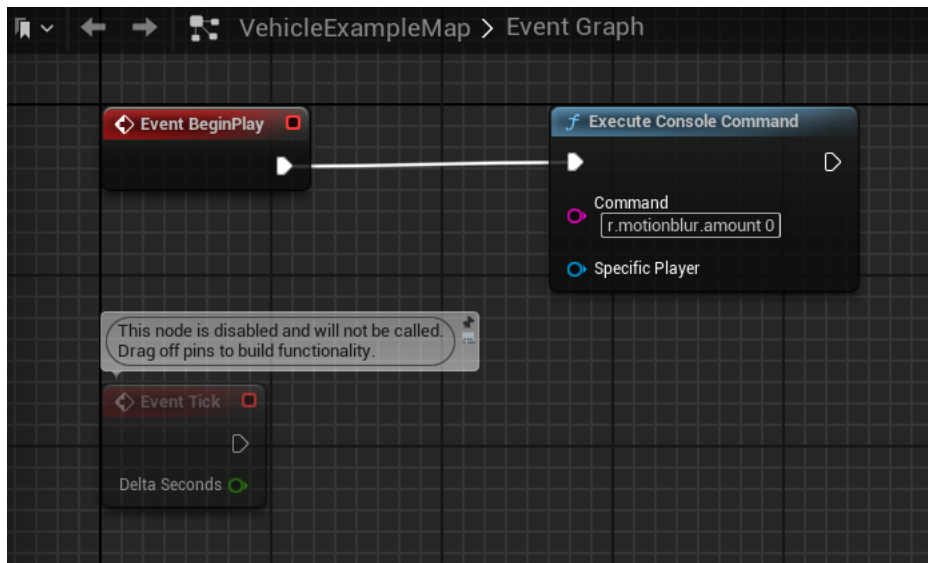 VehicleExampleMap > Event Graph
Event BeginPlay
f Execute Console Command
Command
r.motionblur.amount 0
Specific Player
This node is disabled and will not be called.
Drag off pins to build functionality.
Event Tick
Delta Seconds